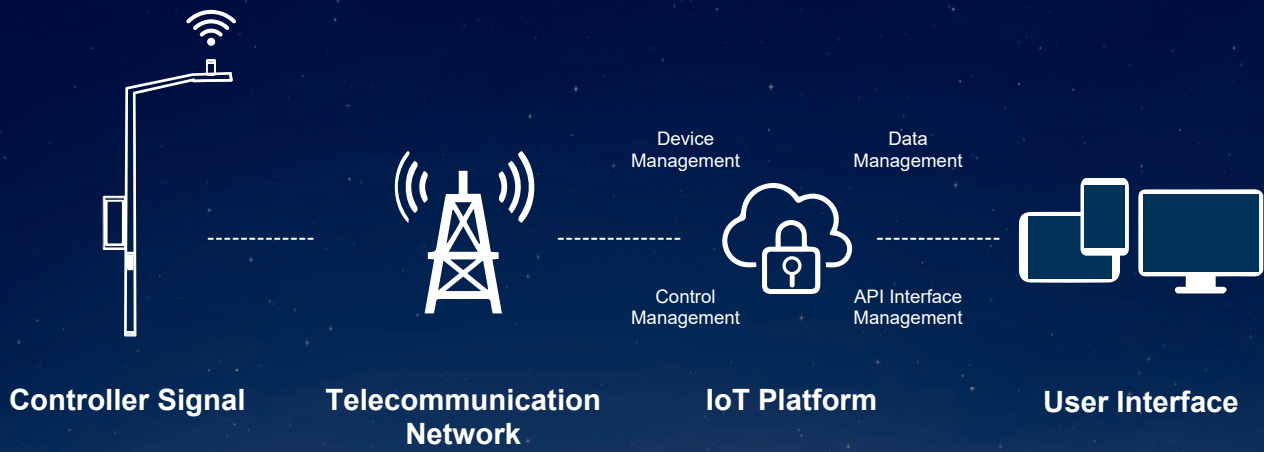 Device
Management
Data
Management
Control
Management
API Interface
Management
Controller Signal
Telecommunication
Network
IoT Platform
User Interface